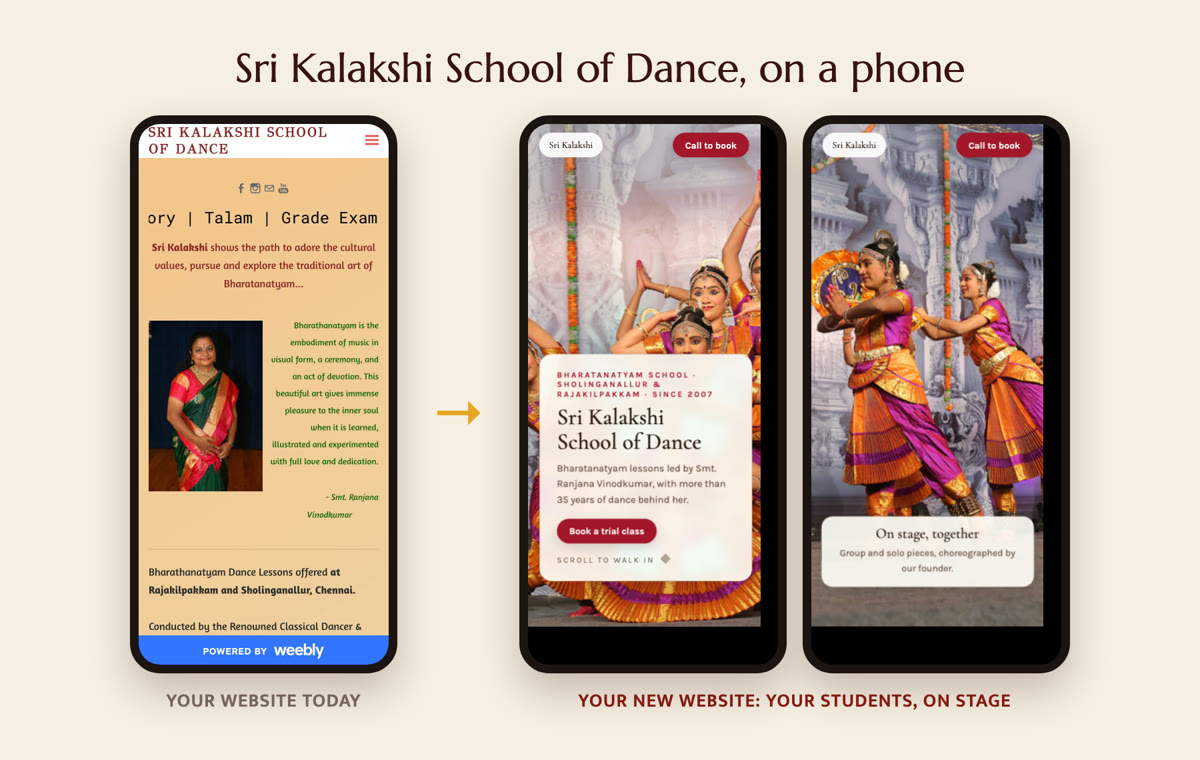 Sri Kalakshi School of Dance, on a phone
SRI KALAKSHI SCHOOL
OF DANCE
ory | Talam | Grade Exam
Sri Kalakshi shows the path to adore the cultural
values, pursue and explore the traditional art of
Bharatanatyam...
Bharathanatyam is the
embodiment of music in
visual form, a ceremony, and
an act of devotion. This
beautiful art gives immense
pleasure to the inner soul
when it is learned,
illustrated and experimented
with full love and dedication.
- Smt. Ranjana
Vinodkumar
Bharathanatyam Dance Lessons offered at
Rajakilpakkam and Sholinganallur, Chennai.
Conducted by the Renowned Classical Dancer &
POWERED BY weebly
YOUR WEBSITE TODAY
Sri Kalakshi
Call to book
BHARATANATYAM SCHOOL ·
SHOLINGANALLUR &
RAJAKILPAKKAM · SINCE 2007
Sri Kalakshi
School of Dance
Bharatanatyam lessons led by Smt.
Ranjana Vinodkumar, with more than
35 years of dance behind her.
Book a trial class
SCROLL TO WALK IN
Sri Kalakshi
Call to book
On stage, together
Group and solo pieces, choreographed by
our founder.
YOUR NEW WEBSITE: YOUR STUDENTS, ON STAGE